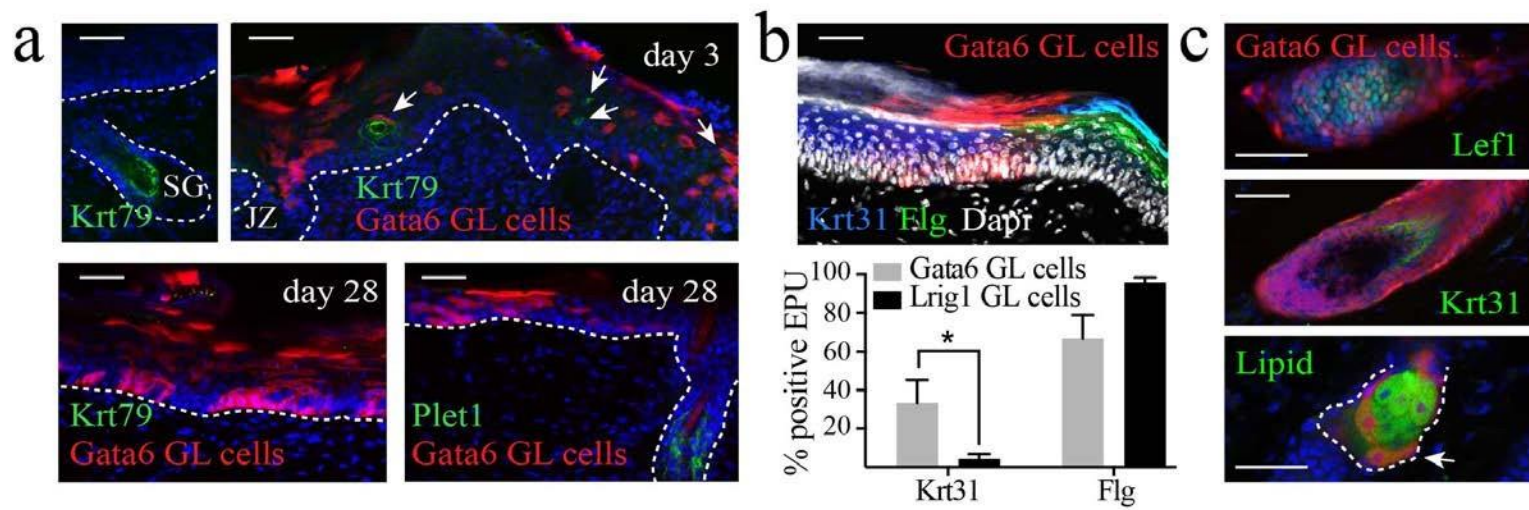 a
SG
Krt79
day 3
JZ
Krt79
Gata6 GL cells
day 28
Krt79
Gata6 GL cells
day 28
Plet1
Gata6 GL cells
b
Gata6 GL cells
Krt31 Flg Dapi
% positive EPU
100
80
60
40
20
Gata6 GL cells
Lrig1 GL cells
*
Krt31
Flg
c
Gata6 GL cells
Lef1
Krt31
Lipid